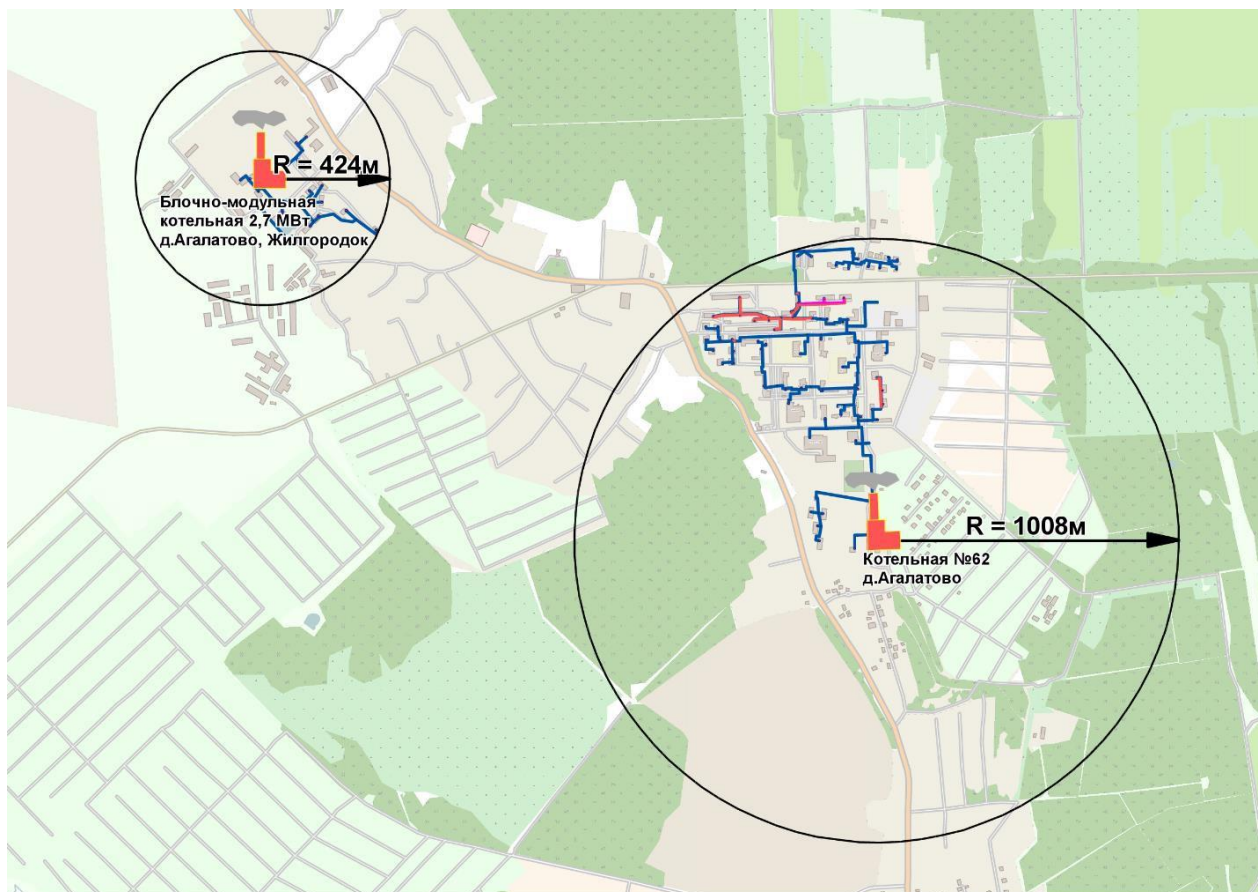 R = 424м
Блочно-модульная
котельная 2,7 МВт
д.Агалатово, Жилгородок
R = 1008м
Котельная №62
д.Агалатово